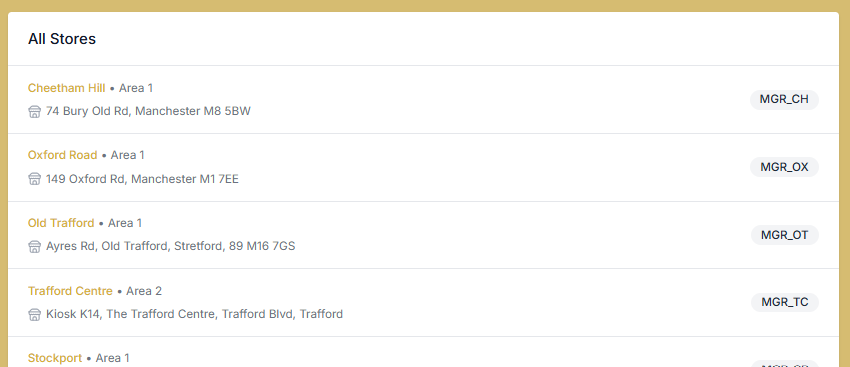 All Stores
Cheetham Hill • Area 1
74 Bury Old Rd, Manchester M8 5BW
MGR_CH
Oxford Road • Area 1
149 Oxford Rd, Manchester M1 7EE
MGR_OX
Old Trafford • Area 1
Ayres Rd, Old Trafford, Stretford, 89 M16 7GS
MGR_OT
Trafford Centre • Area 2
Kiosk K14, The Trafford Centre, Trafford Blvd, Trafford
MGR_TC
Stockport • Area 1